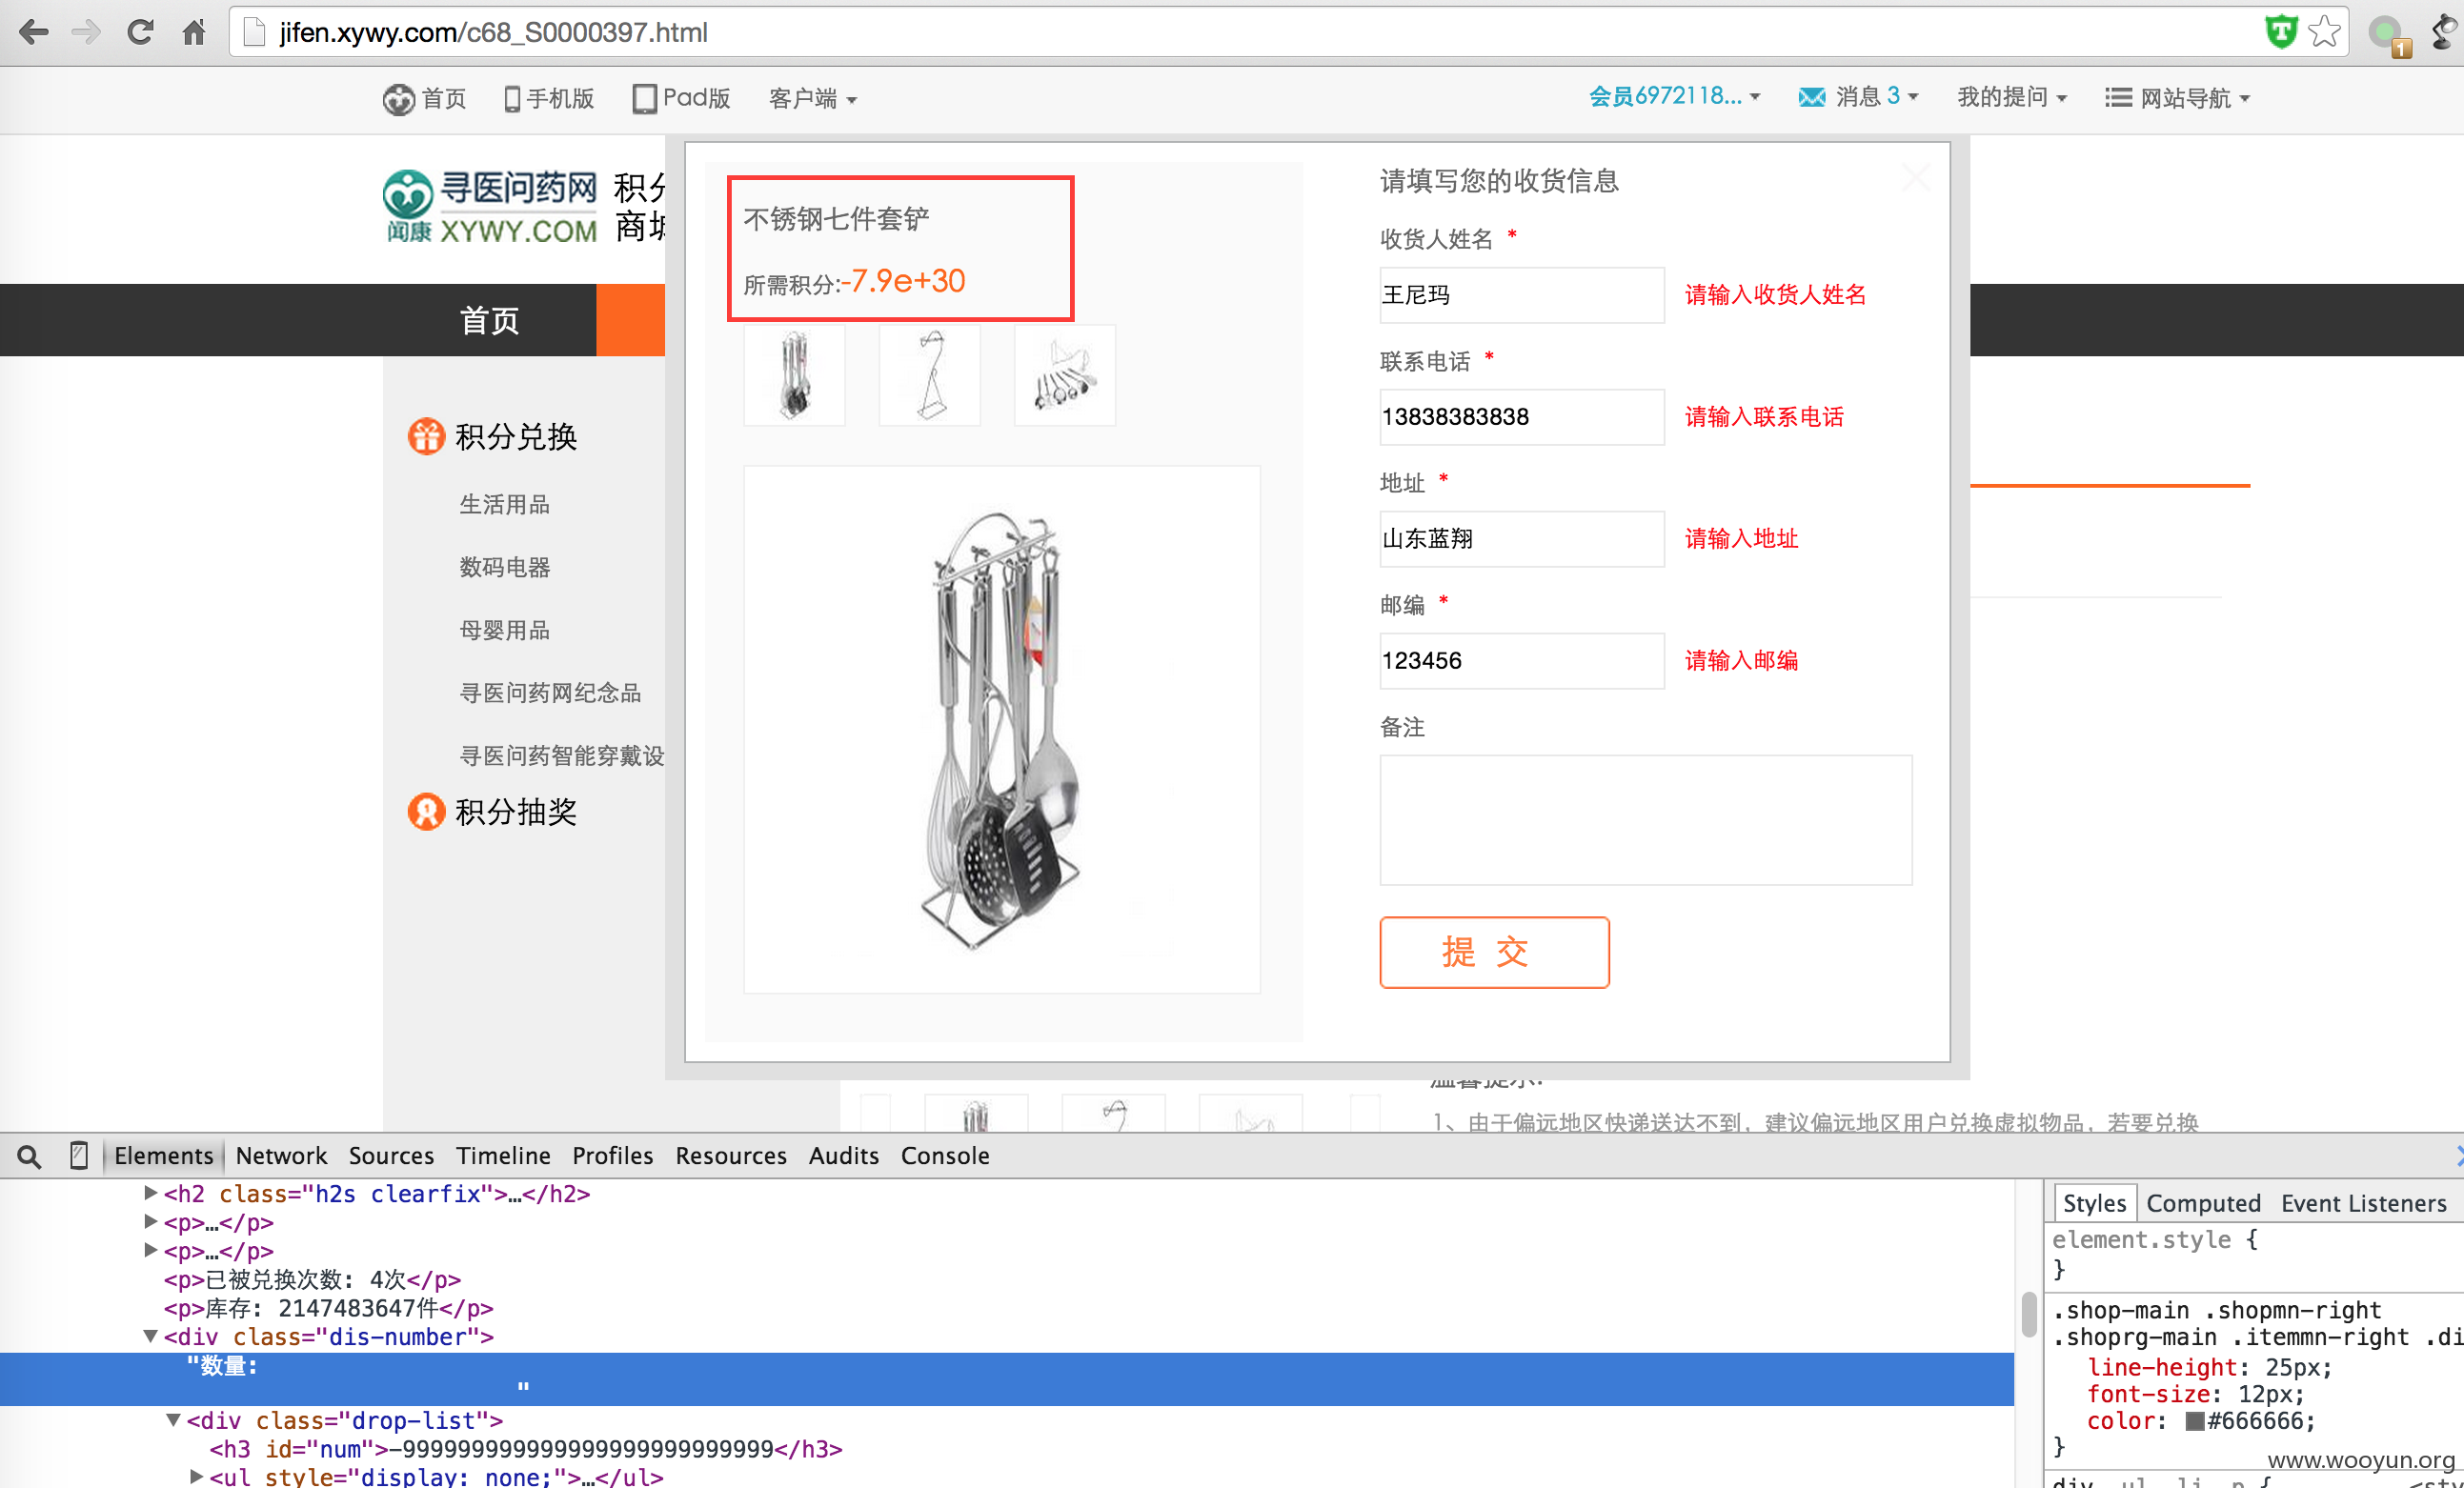 jifen.xywy.com/c68_S0000397.html
1
首页 手机版 Pad版 客户端 会员6972118... 消息 3 我的提问 网站导航
寻医问药网
闻康 XYWY.COM
积分
商城
首页
积分兑换
生活用品
数码电器
母婴用品
寻医问药网纪念品
寻医问药智能穿戴设
积分抽奖
不锈钢七件套铲
所需积分:-7.9e+30
请填写您的收货信息
收货人姓名 *
王尼玛 请输入收货人姓名
联系电话 *
13838383838 请输入联系电话
地址 *
山东蓝翔 请输入地址
邮编 *
123456 请输入邮编
备注
提 交
温馨提示:
1、由于偏远地区快递送达不到，建议偏远地区用户兑换虚拟物品，若要兑换
Elements Network Sources Timeline Profiles Resources Audits Console
<h2 class="h2s clearfix">…</h2>
<p>…</p>
<p>…</p>
<p>已被兑换次数: 4次</p>
<p>库存: 2147483647件</p>
<div class="dis-number">
"数量:
"
<div class="drop-list">
<h3 id="num">-99999999999999999999999999</h3>
<ul style="display: none;">…</ul>
Styles Computed Event Listeners
element.style {
}
.shop-main .shopmn-right
.shoprg-main .itemmn-right .di
line-height: 25px;
font-size: 12px;
color: #666666;
}
www.wooyun.org
div, ul, li, p { <sty